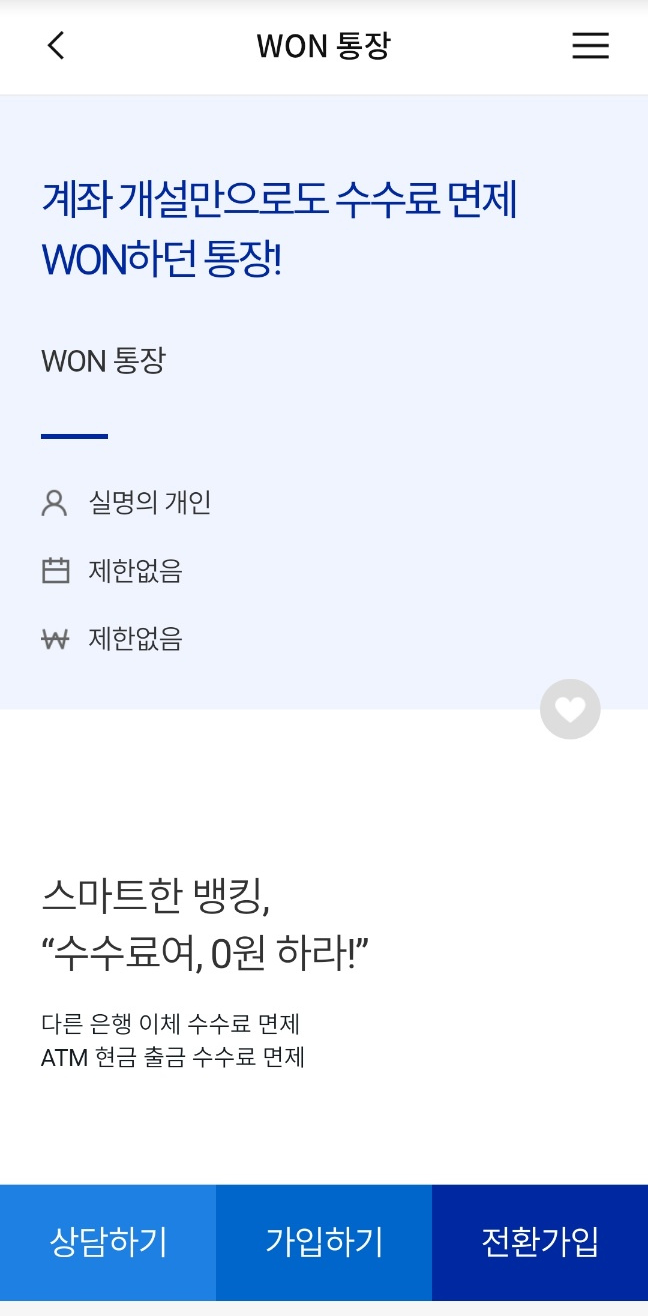 WON 통장
계좌 개설만으로도 수수료 면제
WON하던 통장!
WON 통장
실명의 개인
제한없음
제한없음
스마트한 뱅킹,
“수수료여, 0원 하라!”
다른 은행 이체 수수료 면제
ATM 현금 출금 수수료 면제
상담하기
가입하기
전환가입